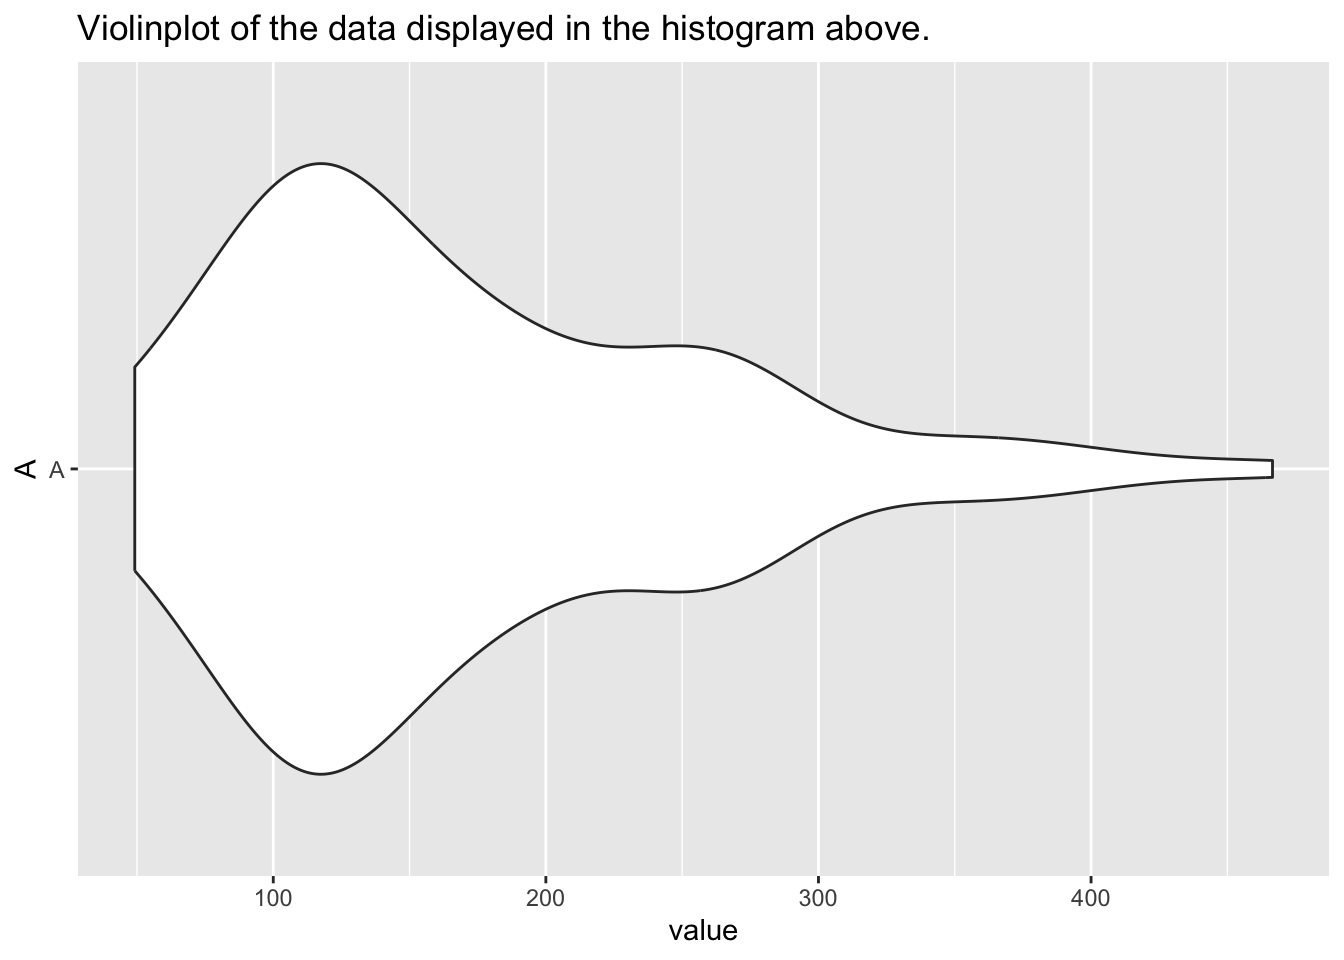 Violinplot of the data displayed in the histogram above.
A
A
100 200 300 400
value